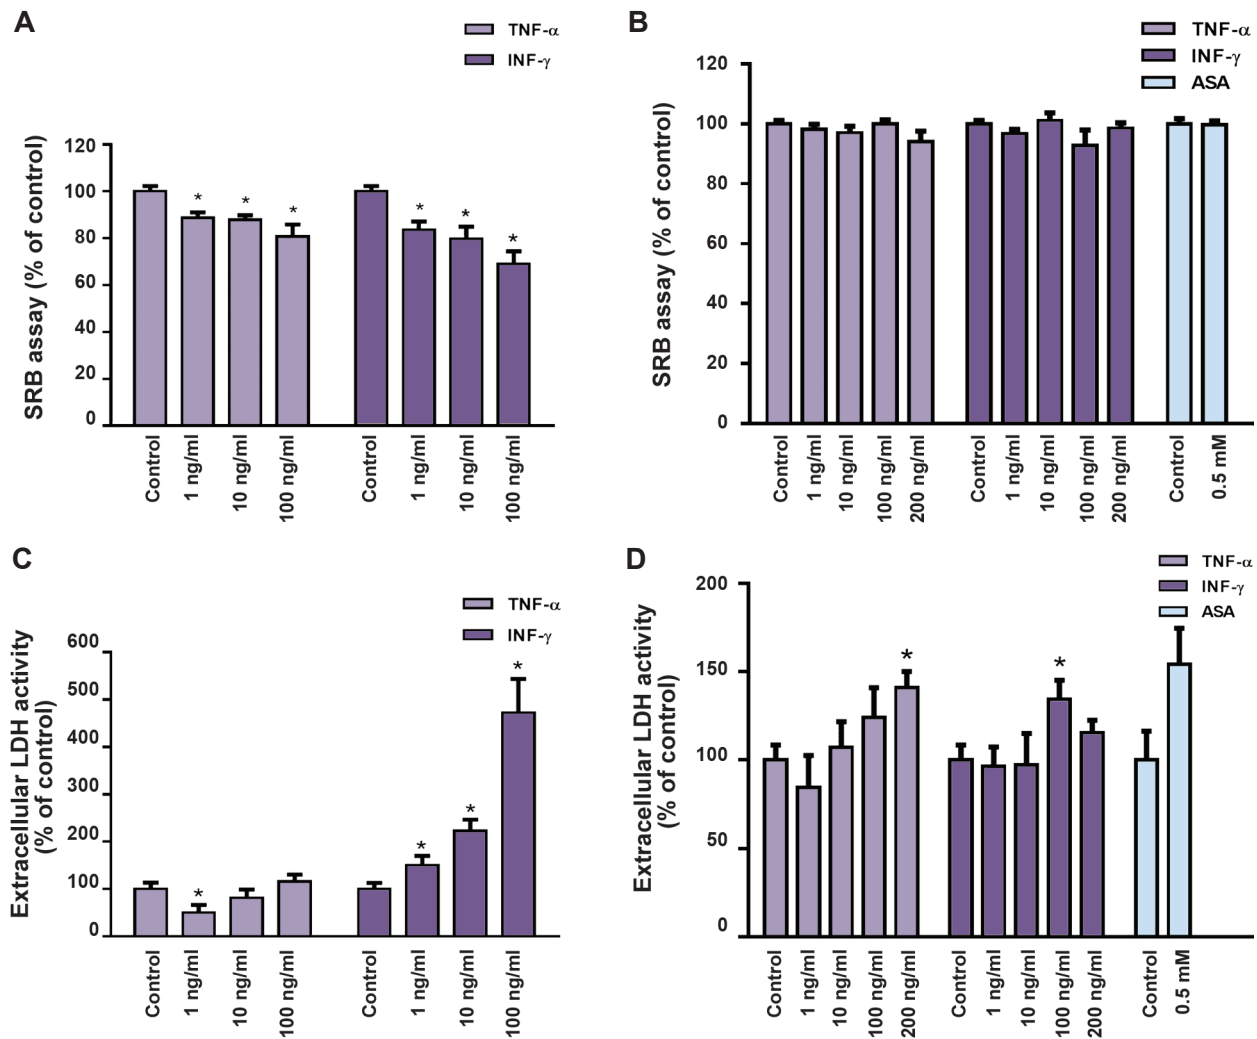 A
TNF-α
INF-γ
SRB assay (% of control)
120
100
80
60
40
20
0
* * * * * *
Control
1 ng/ml
10 ng/ml
100 ng/ml
Control
1 ng/ml
10 ng/ml
100 ng/ml
B
TNF-α
INF-γ
ASA
SRB assay (% of control)
120
100
80
60
40
20
0
Control
1 ng/ml
10 ng/ml
100 ng/ml
200 ng/ml
Control
1 ng/ml
10 ng/ml
100 ng/ml
200 ng/ml
Control
0.5 mM
C
TNF-α
INF-γ
Extracellular LDH activity
(% of control)
600
500
400
300
200
100
0
* * * *
Control
1 ng/ml
10 ng/ml
100 ng/ml
Control
1 ng/ml
10 ng/ml
100 ng/ml
D
TNF-α
INF-γ
ASA
Extracellular LDH activity
(% of control)
200
150
100
50
0
* *
Control
1 ng/ml
10 ng/ml
100 ng/ml
200 ng/ml
Control
1 ng/ml
10 ng/ml
100 ng/ml
200 ng/ml
Control
0.5 mM